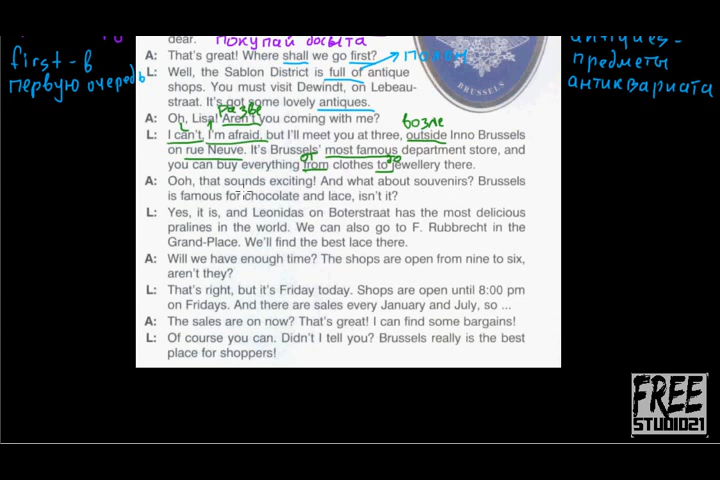 dear.
Покупай досыта
A: That's great! Where shall we go first?
полон
first - в
первую очередь
antiques -
предметы
антиквариата
L: Well, the Sablon District is full of antique
shops. You must visit Dewindt, on Lebeau-
straat. It's got some lovely antiques.
BRUSSELS
разве
A: Oh, Lisa! Aren't you coming with me?
возле
L: I can't, I'm afraid, but I'll meet you at three, outside Inno Brussels
on rue Neuve. It's Brussels' most famous department store, and
от до
you can buy everything from clothes to jewellery there.
A: Ooh, that sounds exciting! And what about souvenirs? Brussels
is famous for chocolate and lace, isn't it?
L: Yes, it is, and Leonidas on Boterstraat has the most delicious
pralines in the world. We can also go to F. Rubbrecht in the
Grand-Place. We'll find the best lace there.
A: Will we have enough time? The shops are open from nine to six,
aren't they?
L: That's right, but it's Friday today. Shops are open until 8:00 pm
on Fridays. And there are sales every January and July, so ...
A: The sales are on now? That's great! I can find some bargains!
L: Of course you can. Didn't I tell you? Brussels really is the best
place for shoppers!
FREE
STUDIO21